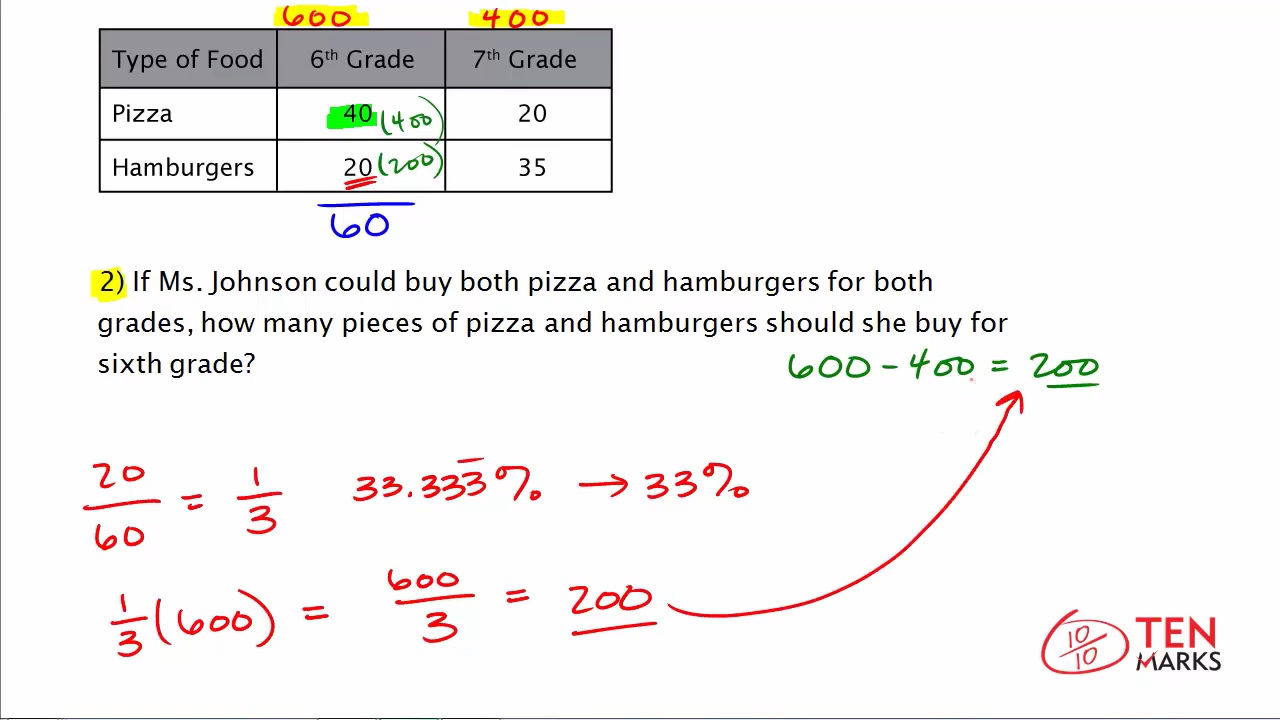 600 400
Type of Food 6th Grade 7th Grade
Pizza 40 (400) 20
Hamburgers 20 (200) 35
60
2) If Ms. Johnson could buy both pizza and hamburgers for both
grades, how many pieces of pizza and hamburgers should she buy for
sixth grade?
600 - 400 = 200
20/60 = 1/3 33.333̅% → 33%
1/3 (600) = 600/3 = 200
10/10 TEN
MARKS